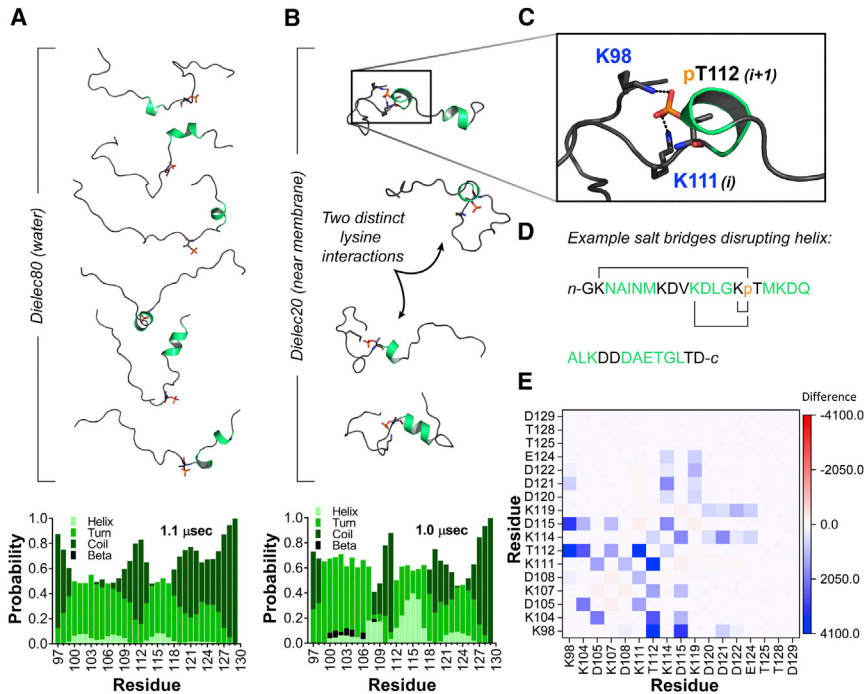 A
B
C
Dielec80 (water)
Dielec20 (near membrane)
Two distinct
lysine
interactions
K98
pT112 (i+1)
K111 (i)
D
Example salt bridges disrupting helix:
n-GKNAINMKDVKDLGKpTMKDQ
ALKDDDAETGLTD-c
Helix
Turn
Coil
Beta
1.1 μsec
Probability
1.0
0.8
0.6
0.4
0.2
0.0
97
100
103
106
109
112
115
118
121
124
127
130
Residue
Helix
Turn
Coil
Beta
1.0 μsec
Probability
1.0
0.8
0.6
0.4
0.2
0.0
97
100
103
106
109
112
115
118
121
124
127
130
Residue
E
Difference
-4100.0
-2050.0
0.0
2050.0
4100.0
Residue
D129
T128
T125
E124
D122
D121
D120
K119
D115
K114
T112
K111
D108
K107
D105
K104
K98
K98
K104
D105
K107
D108
K111
T112
K114
D115
K119
D120
D121
D122
E124
T125
T128
D129
Residue